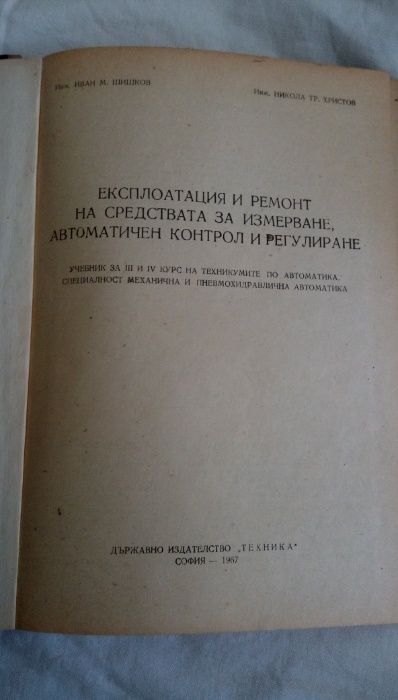 Инж. ИВАН М. ШИШКОВ
Инж. НИКОЛА ТР. ХРИСТОВ
ЕКСПЛОАТАЦИЯ И РЕМОНТ
НА СРЕДСТВАТА ЗА ИЗМЕРВАНЕ,
АВТОМАТИЧЕН КОНТРОЛ И РЕГУЛИРАНЕ
УЧЕБНИК ЗА III И IV КУРС НА ТЕХНИКУМИТЕ ПО АВТОМАТИКА,
СПЕЦИАЛНОСТ МЕХАНИЧНА И ПНЕВМОХИДРАВЛИЧНА АВТОМАТИКА
ДЪРЖАВНО ИЗДАТЕЛСТВО „ТЕХНИКА“
СОФИЯ — 1967